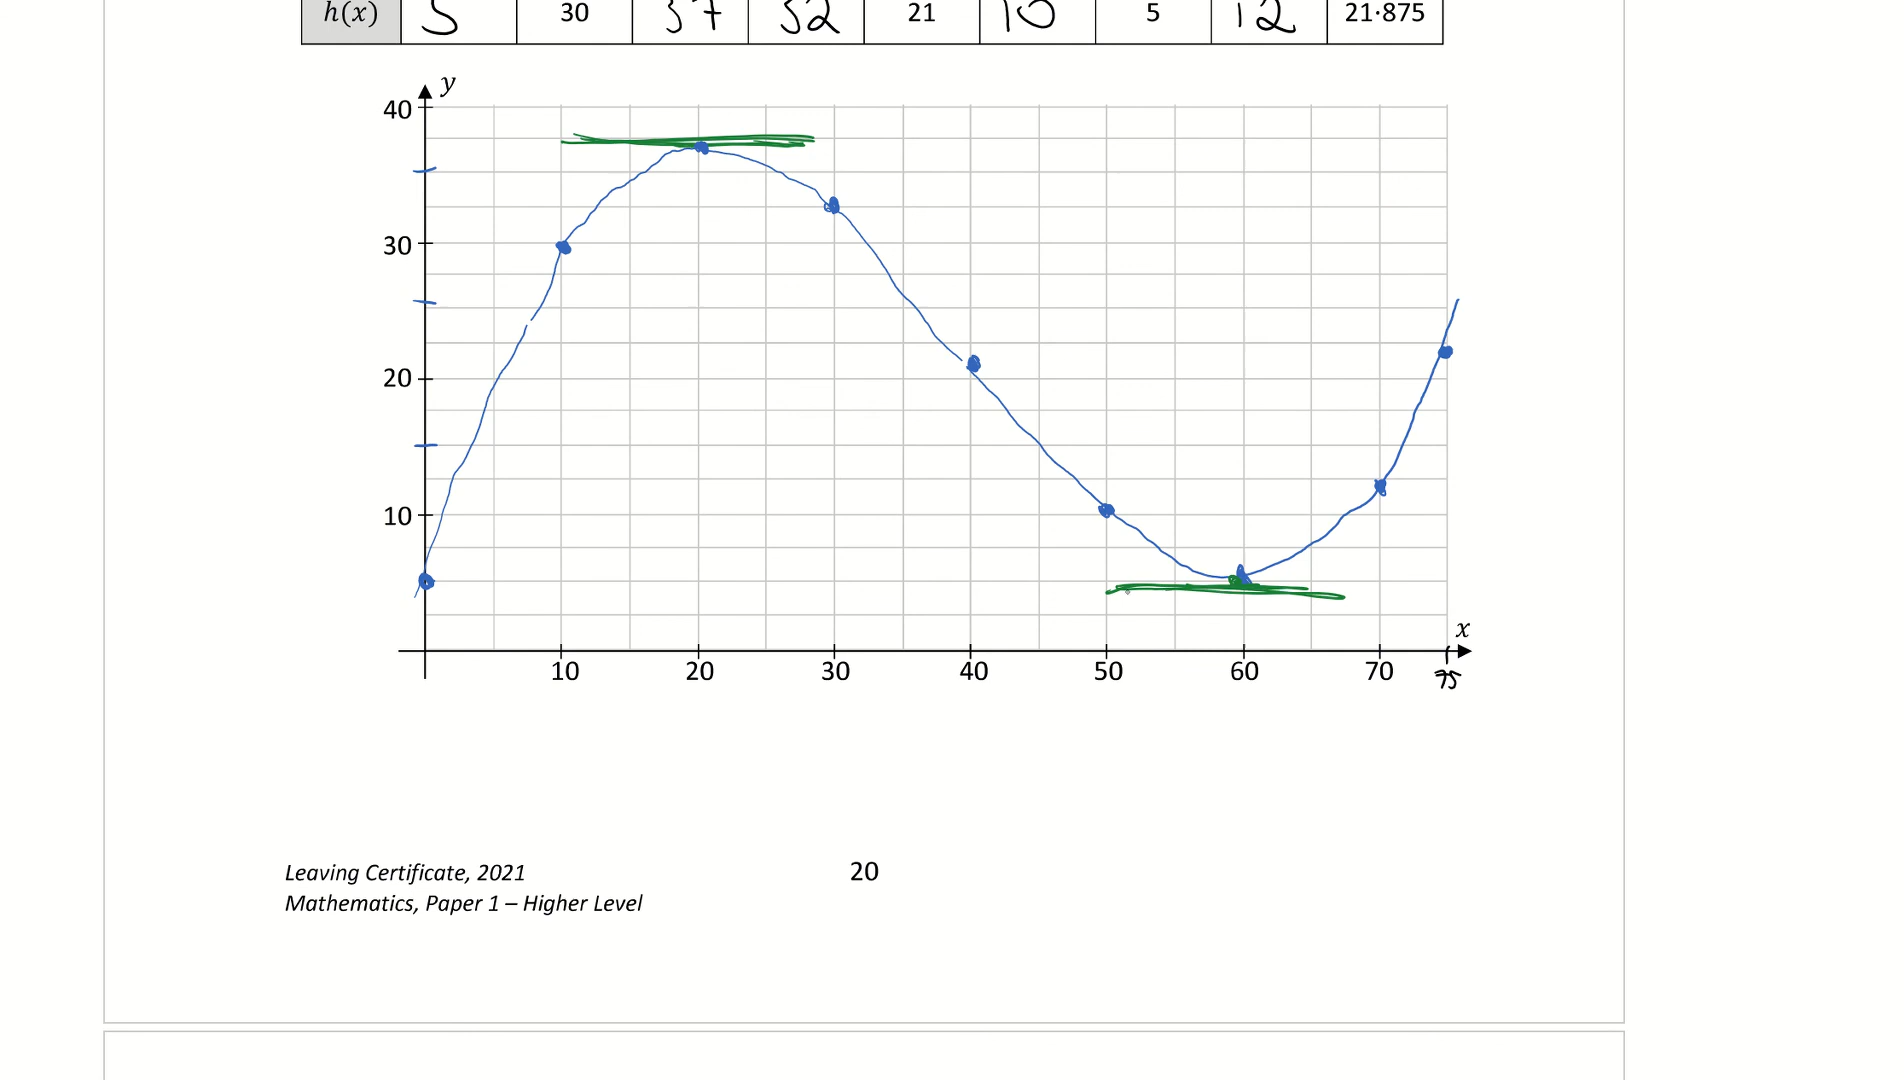 h(x) 5 30 37 32 21 10 5 12 21·875
y
40
30
20
10
x
10 20 30 40 50 60 70 75
Leaving Certificate, 2021 20
Mathematics, Paper 1 – Higher Level